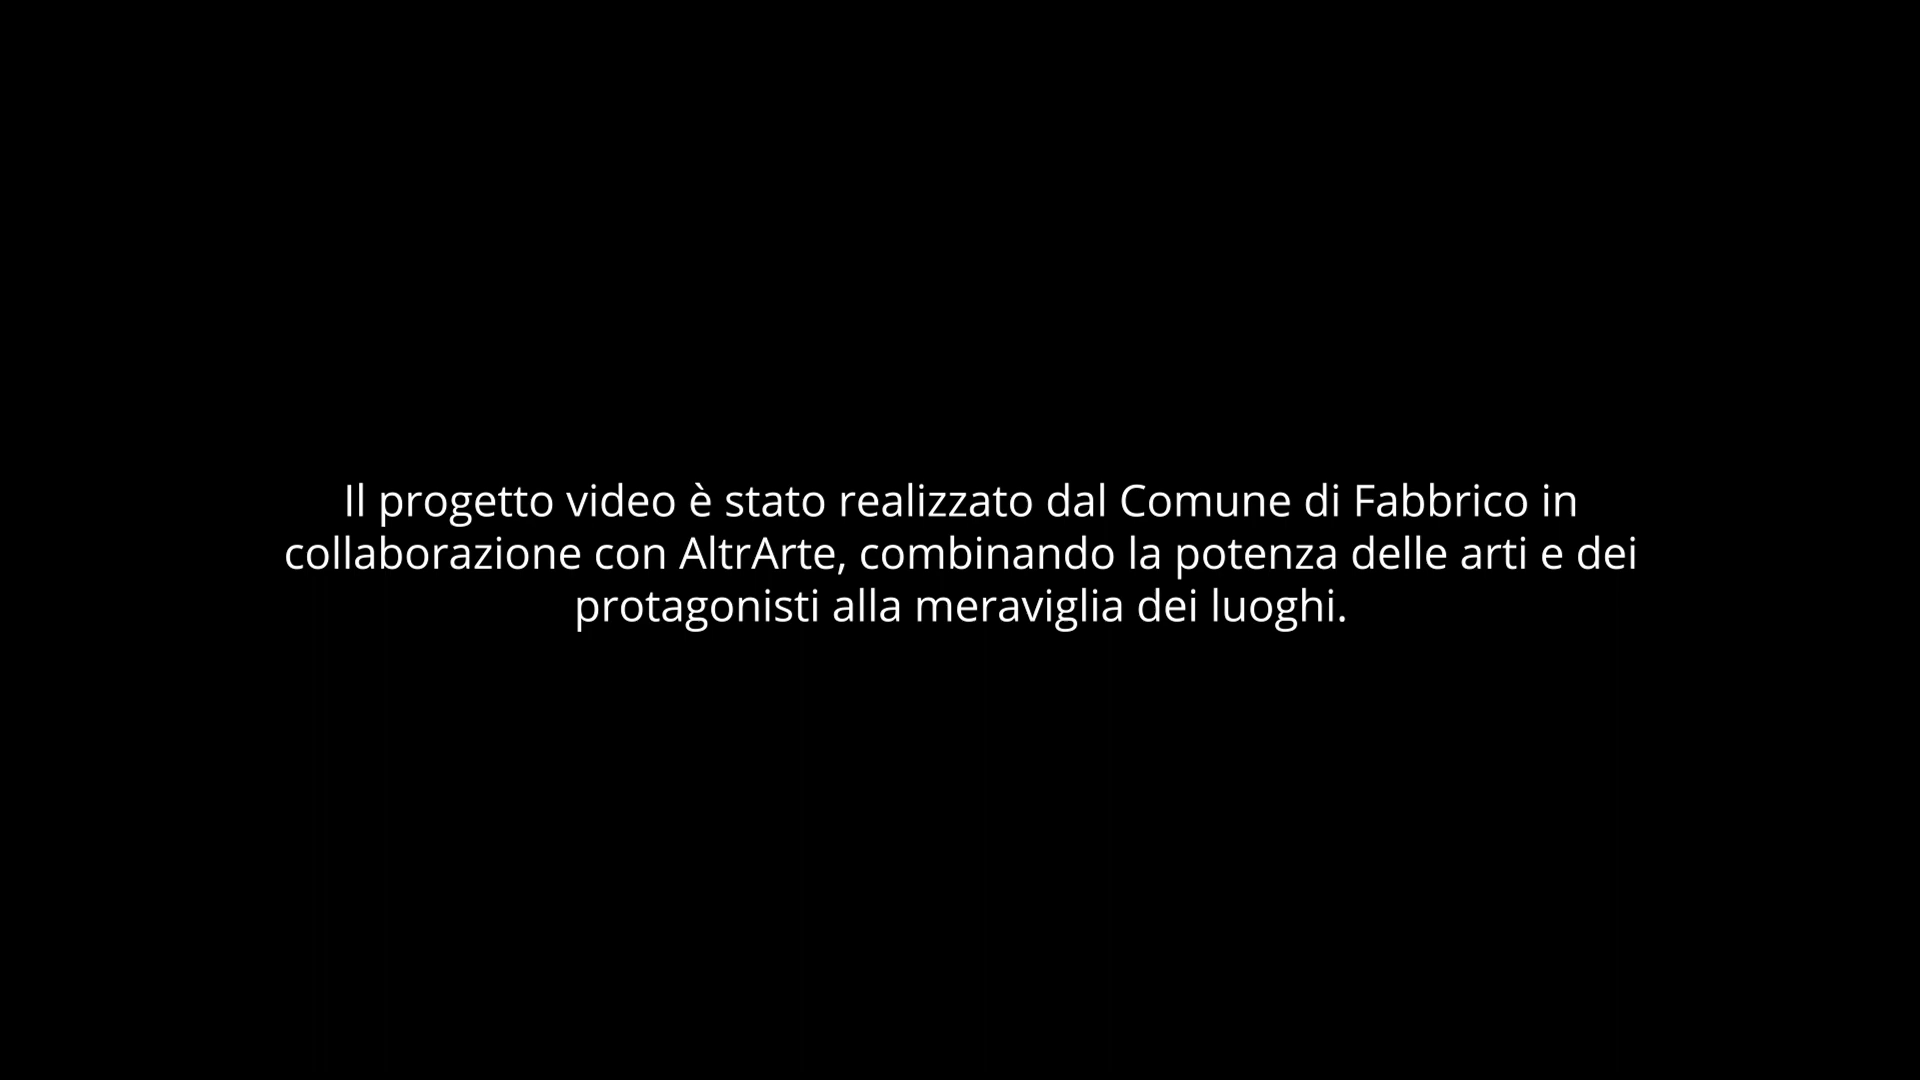 Il progetto video è stato realizzato dal Comune di Fabbrico in
collaborazione con AltrArte, combinando la potenza delle arti e dei
protagonisti alla meraviglia dei luoghi.